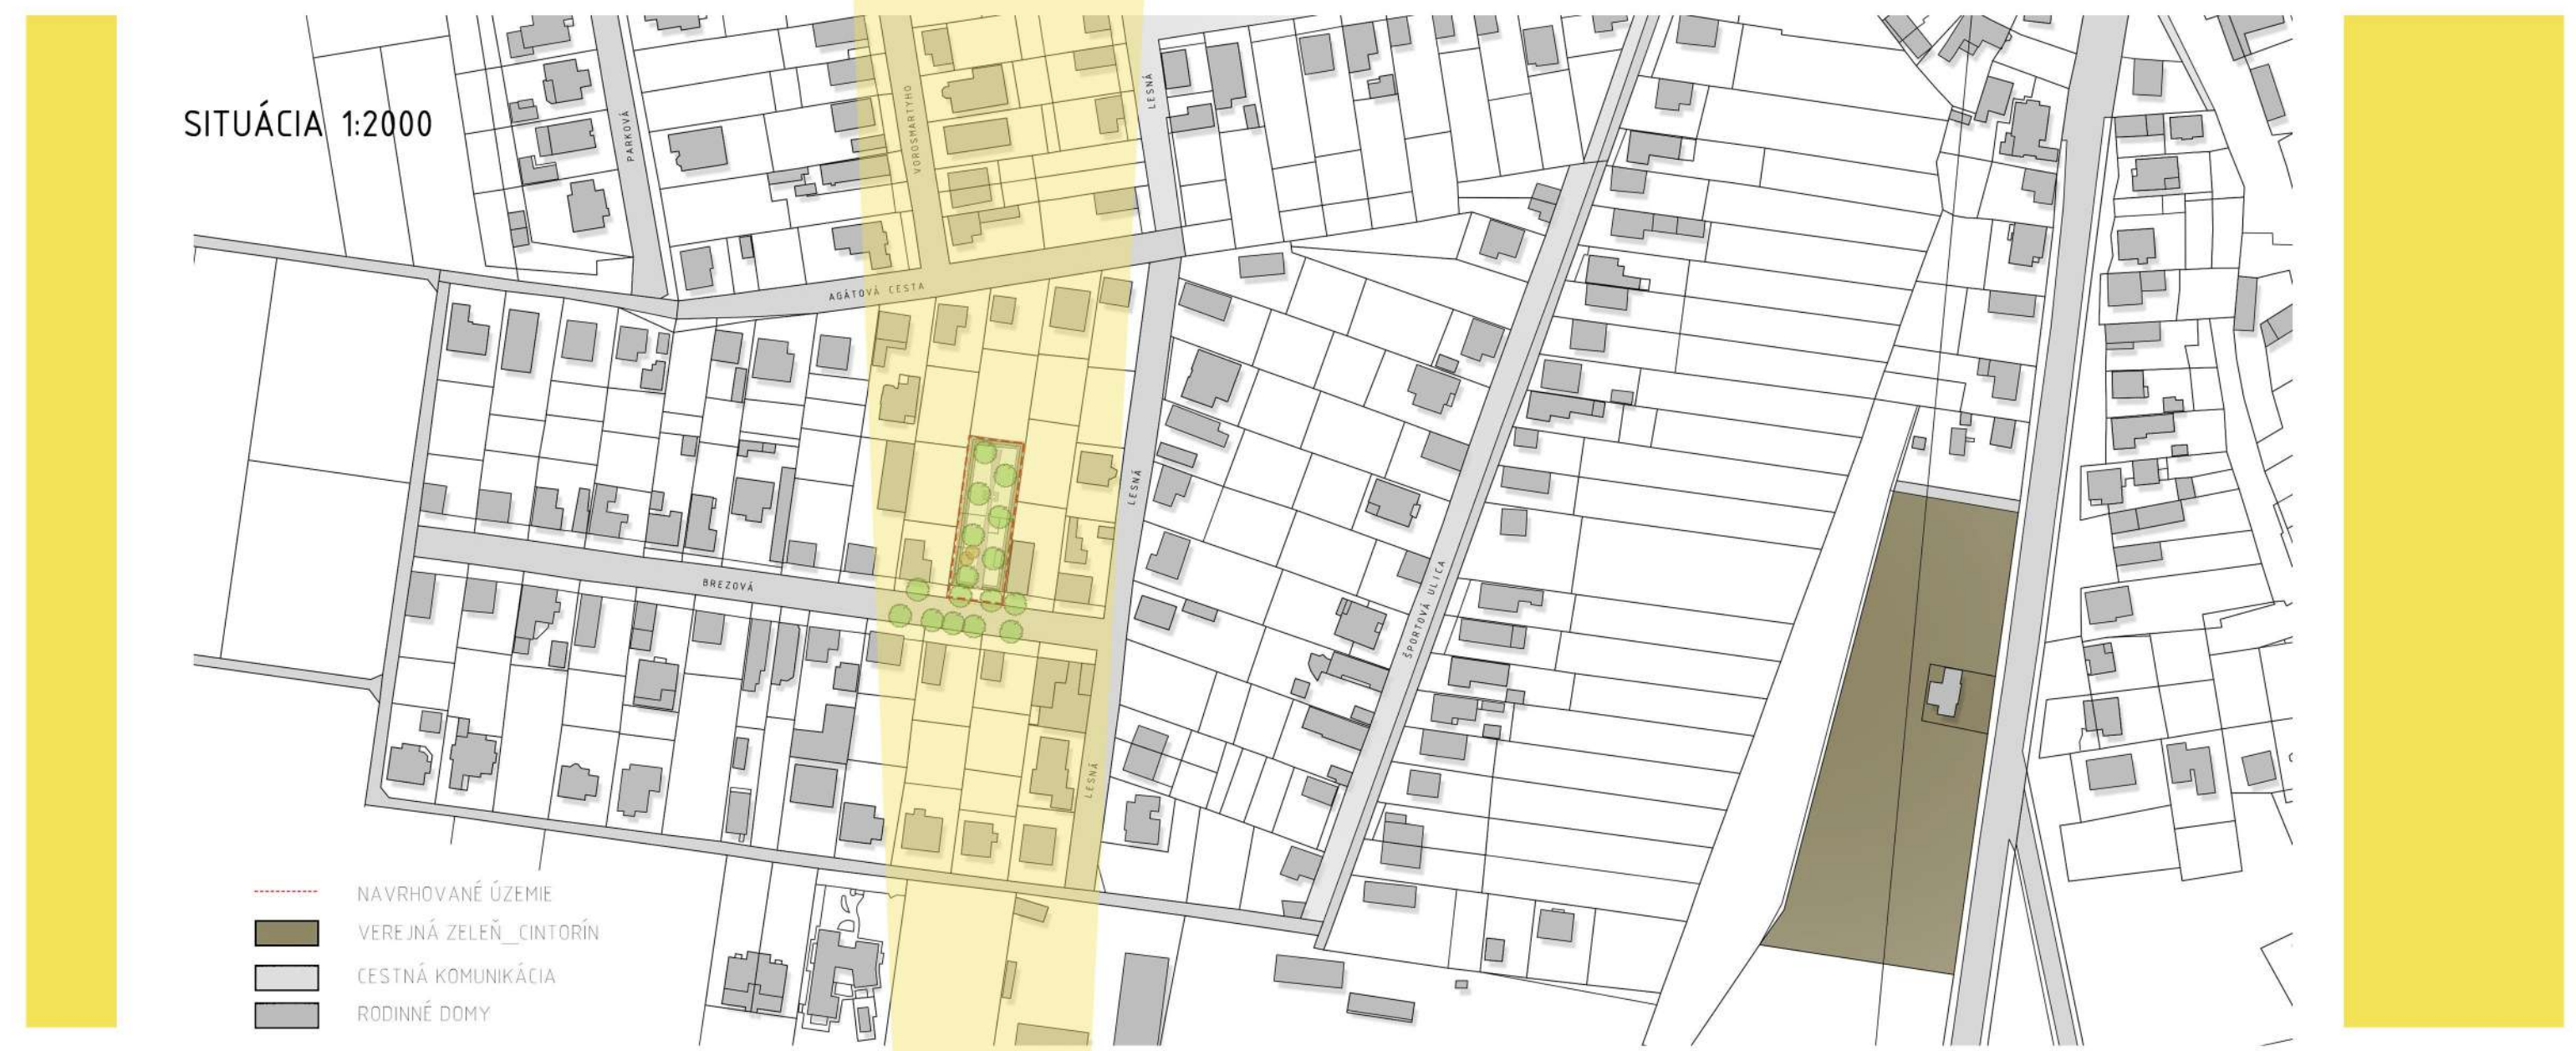 SITUÁCIA 1:2000
PARKOVÁ
VOROSMARTYHO
LESNÁ
AGÁTOVÁ CESTA
LESNÁ
BREZOVÁ
ŠPORTOVÁ ULICA
LESNÁ
NAVRHOVANÉ ÚZEMIE
VEREJNÁ ZELEŇ_CINTORÍN
CESTNÁ KOMUNIKÁCIA
RODINNÉ DOMY